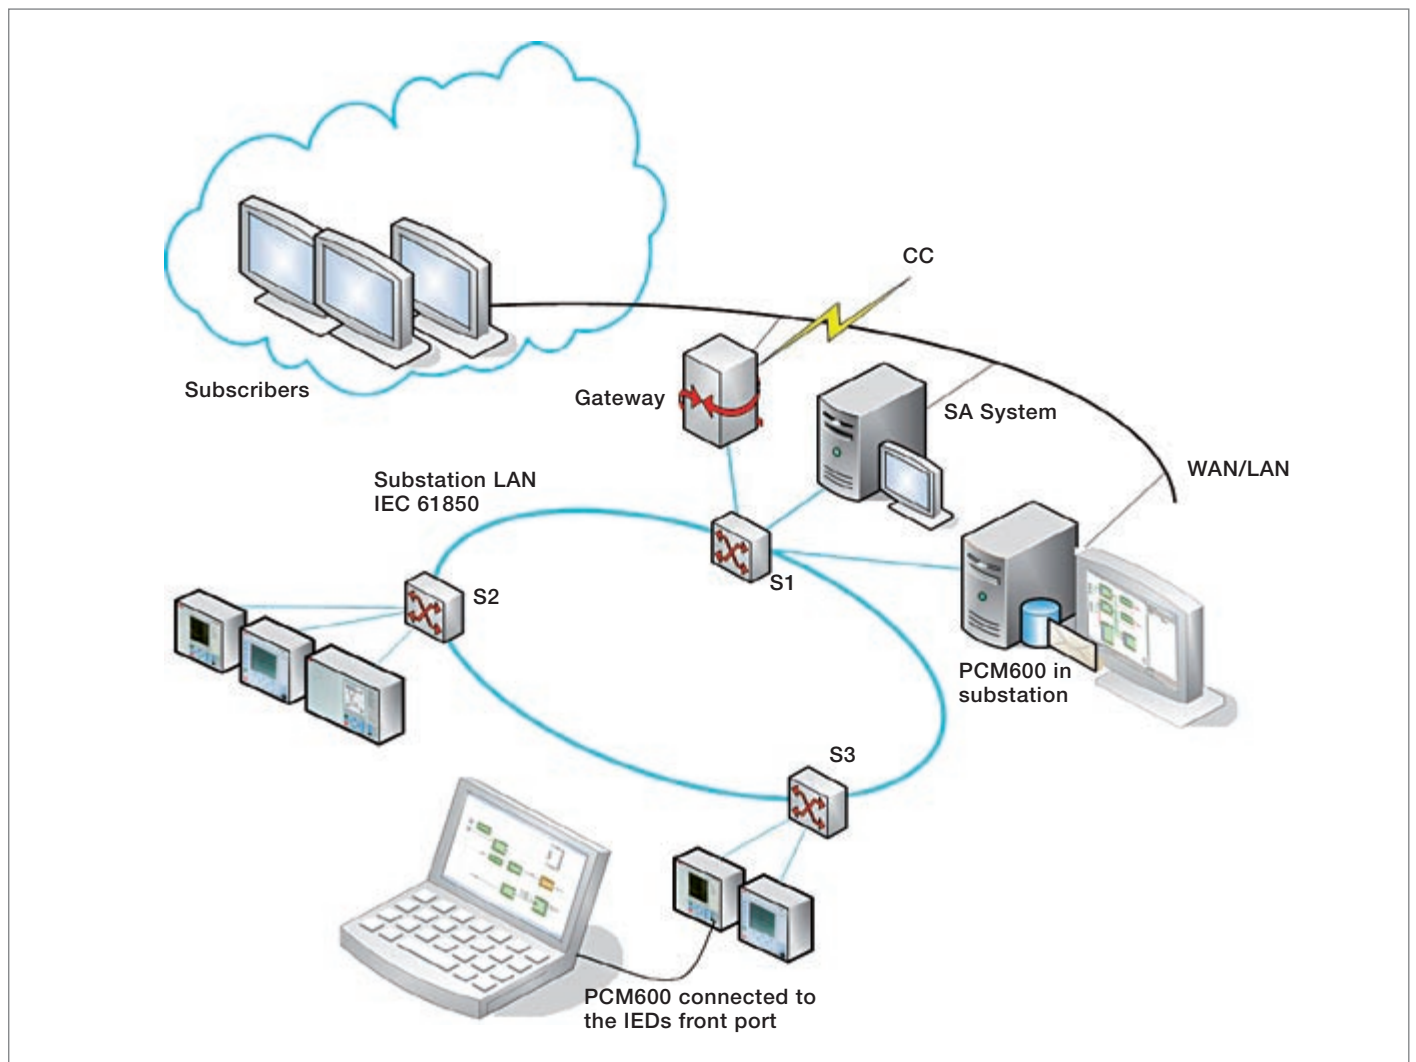 CC
Subscribers
Gateway
SA System
WAN/LAN
Substation LAN
IEC 61850
S1
S2
PCM600 in
substation
S3
PCM600 connected to
the IEDs front port